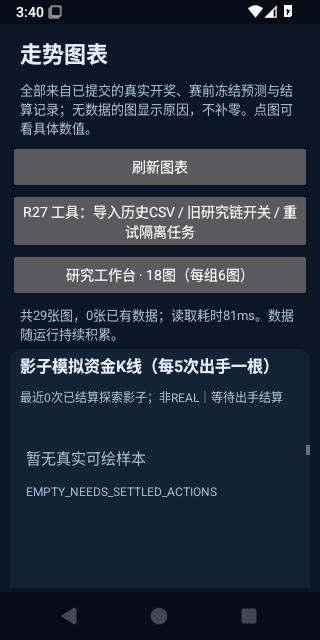 3:40
走势图表
全部来自已提交的真实开奖、赛前冻结预测与结
算记录；无数据的图显示原因，不补零。点图可
看具体数值。
刷新图表
R27 工具：导入历史CSV / 旧研究链开关 / 重
试隔离任务
研究工作台 · 18图（每组6图）
共29张图，0张已有数据；读取耗时81ms。数据
随运行持续积累。
影子模拟资金K线（每5次出手一根）
最近0次已结算探索影子；非REAL｜等待出手结算
暂无真实可绘样本
EMPTY_NEEDS_SETTLED_ACTIONS